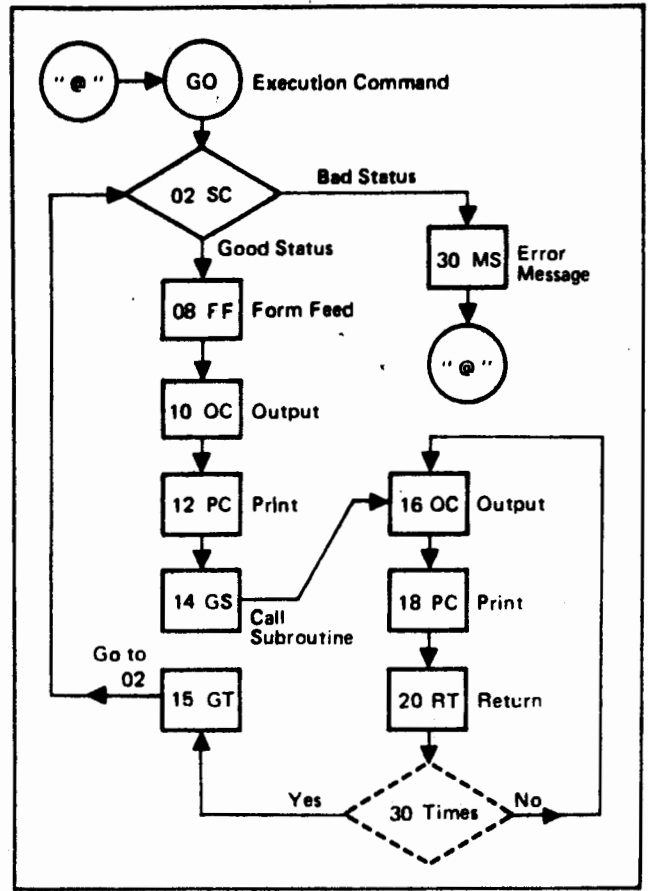 "@"
GO
Execution Command
02 SC
Bad Status
Good Status
30 MS
Error
Message
"@"
08 FF
Form Feed
10 OC
Output
12 PC
Print
14 GS
Call
Subroutine
16 OC
Output
18 PC
Print
20 RT
Return
30 Times
No
Yes
15 GT
Go to
02